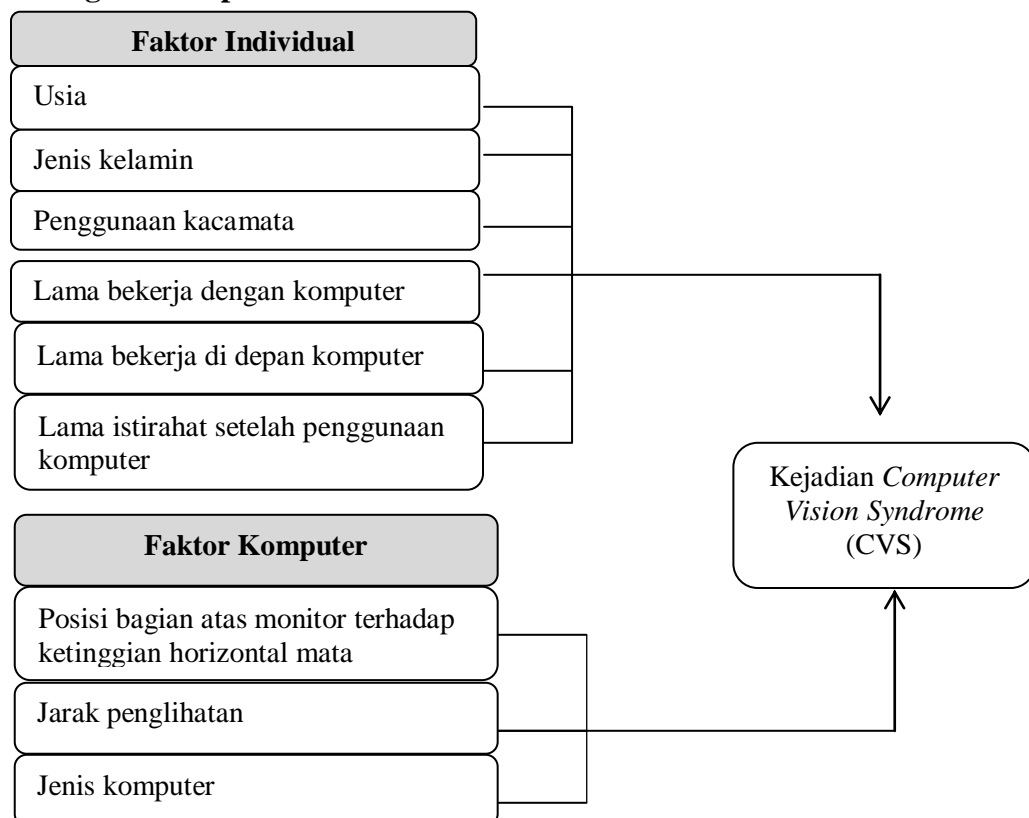 Faktor Individual
Usia
Jenis kelamin
Penggunaan kacamata
Lama bekerja dengan komputer
Lama bekerja di depan komputer
Lama istirahat setelah penggunaan
komputer
Kejadian Computer
Vision Syndrome
(CVS)
Faktor Komputer
Posisi bagian atas monitor terhadap
ketinggian horizontal mata
Jarak penglihatan
Jenis komputer